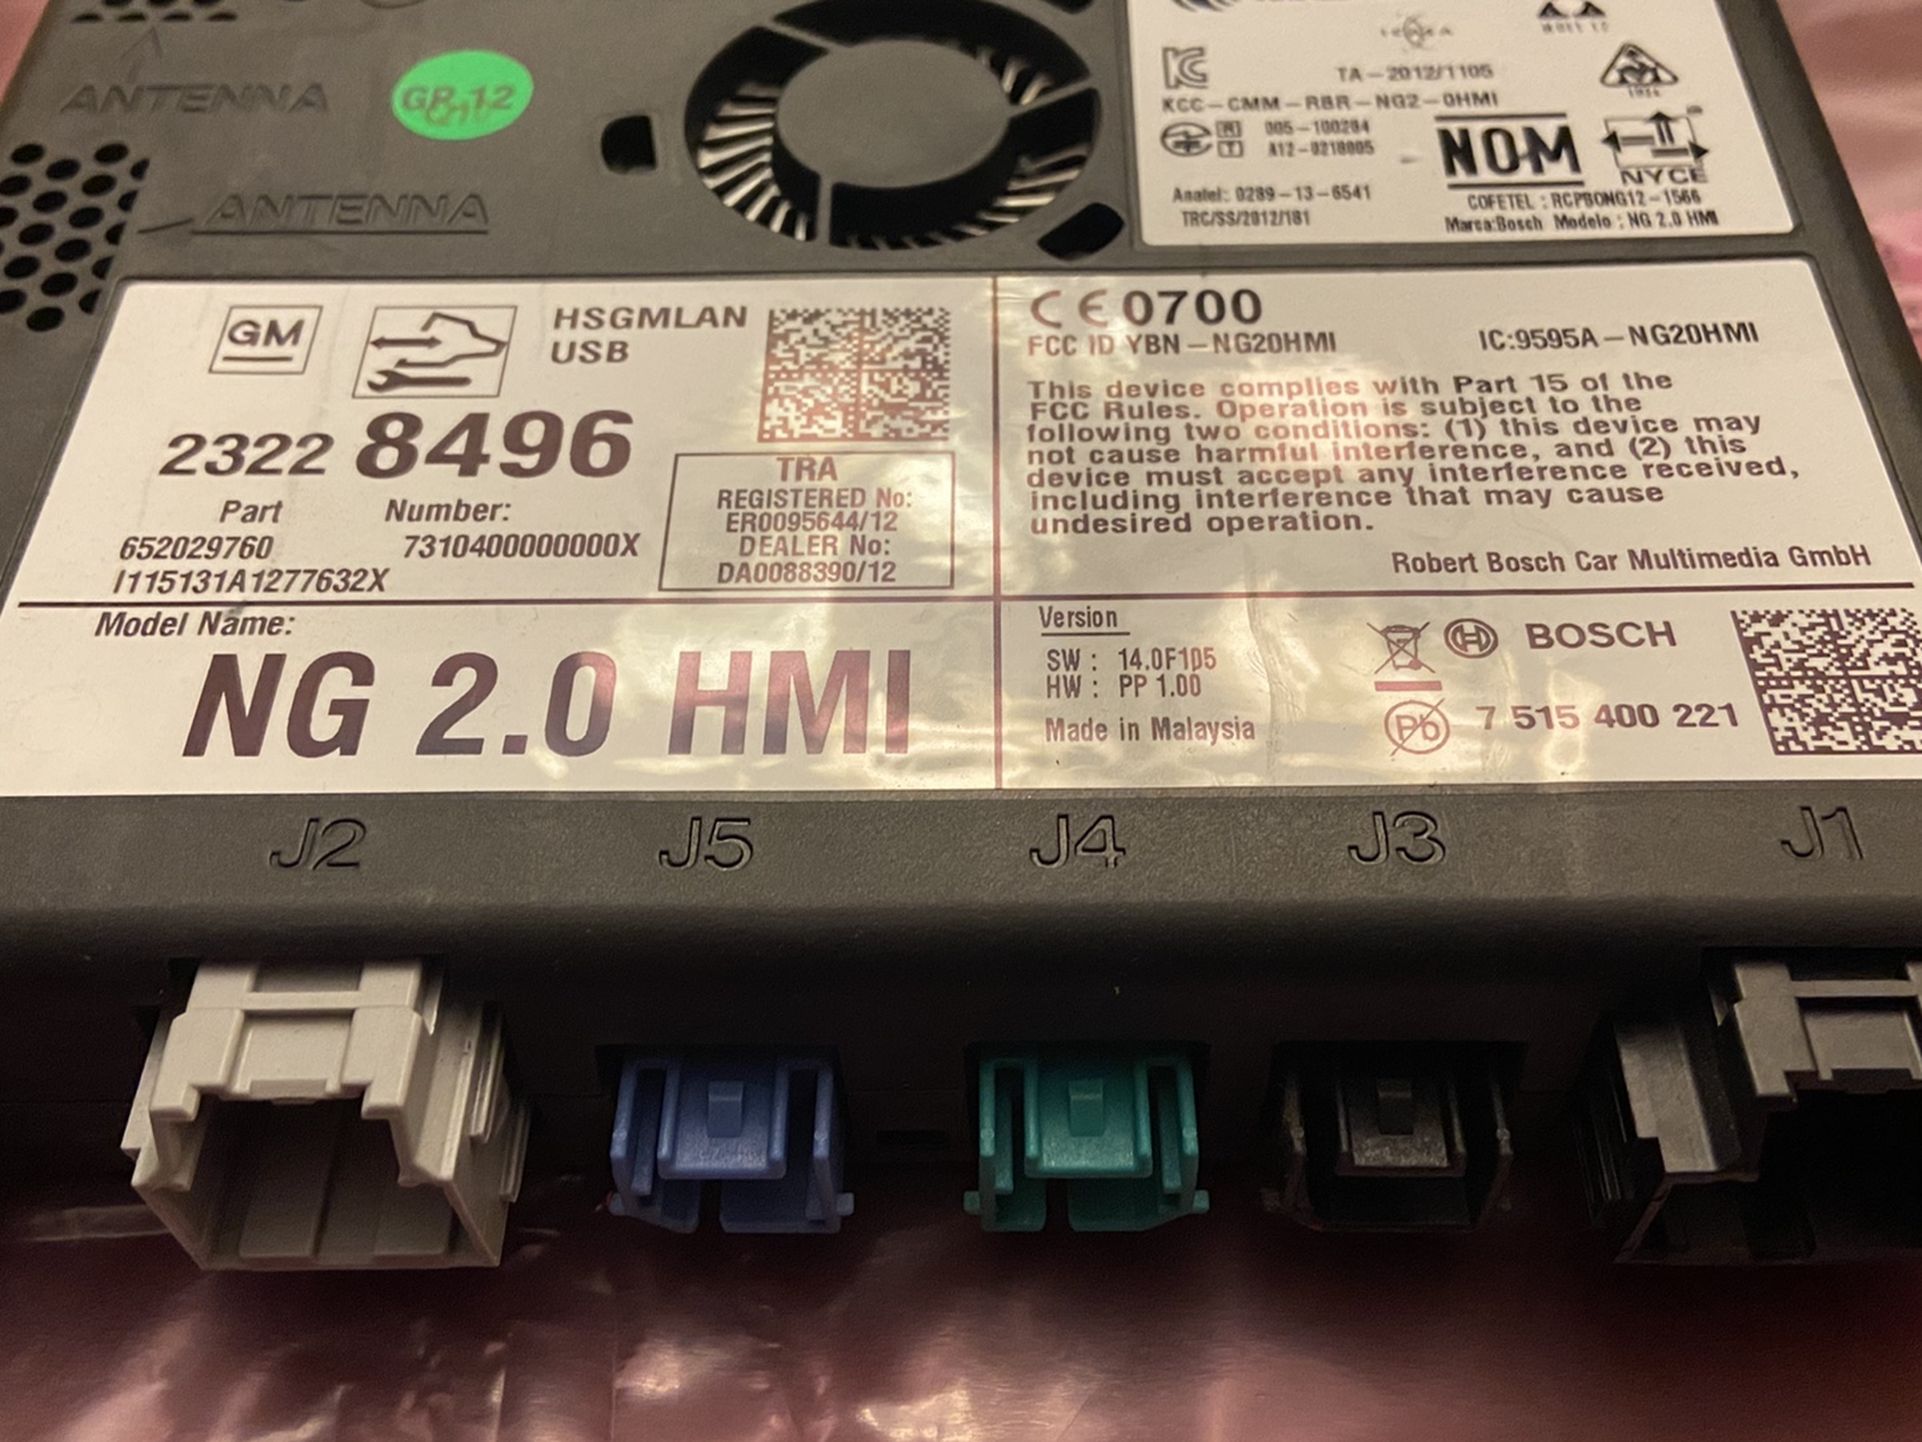 ANTENNA
ANTENNA
TA-2012/1105
KCC-CMM-RBR-NG2-0HMI
R 005-100284
T A12-0218005
NOM
NYCE
Anatel: 0289-13-6541
TRC/SS/2012/181
COFETEL : RCPBONG12-1566
Marca:Bosch Modelo : NG 2.0 HMI
GM
HSGMLAN
USB
2322 8496
Part Number:
652029760 7310400000000X
I115131A1277632X
TRA
REGISTERED No:
ER0095644/12
DEALER No:
DA0088390/12
CE0700
FCC ID YBN-NG20HMI IC:9595A-NG20HMI
This device complies with Part 15 of the
FCC Rules. Operation is subject to the
following two conditions: (1) this device may
not cause harmful interference, and (2) this
device must accept any interference received,
including interference that may cause
undesired operation.
Robert Bosch Car Multimedia GmbH
Model Name:
NG 2.0 HMI
Version
SW : 14.0F105
HW : PP 1.00
Made in Malaysia
BOSCH
Pb 7 515 400 221
J2 J5 J4 J3 J1